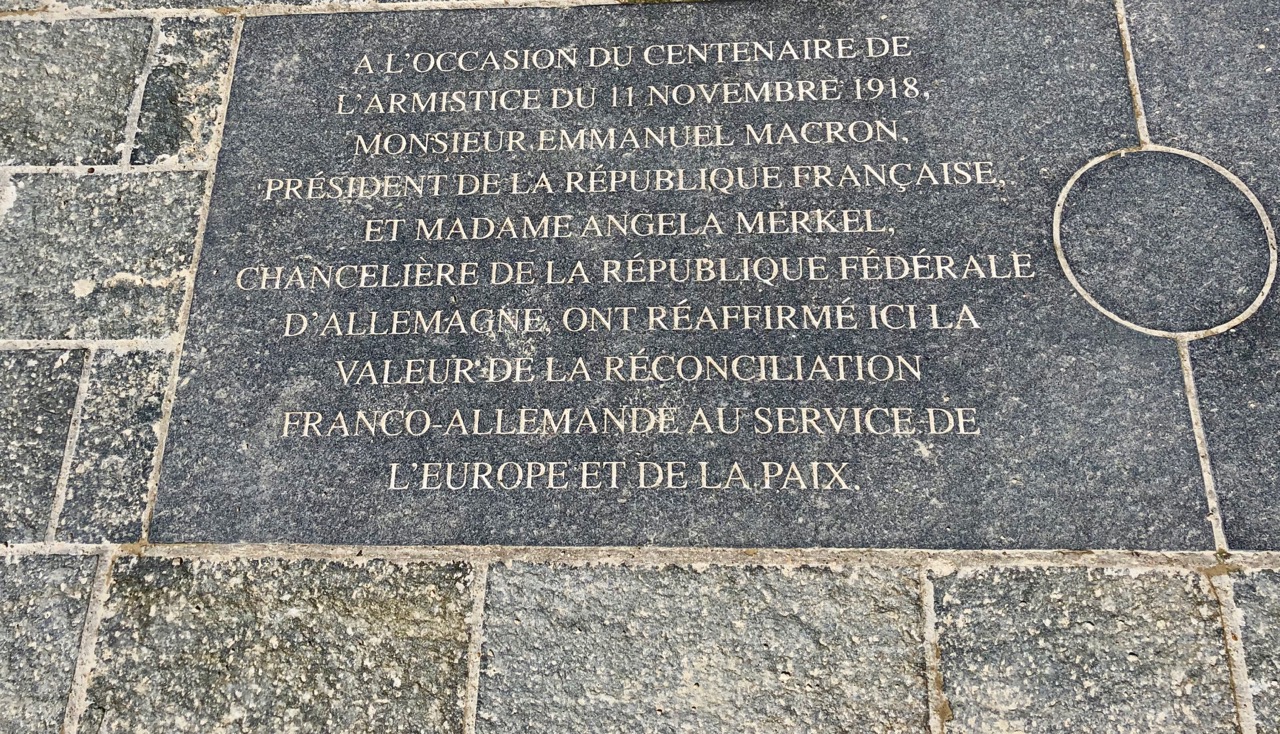 A L'OCCASION DU CENTENAIRE DE
L'ARMISTICE DU 11 NOVEMBRE 1918,
MONSIEUR EMMANUEL MACRON,
PRÉSIDENT DE LA RÉPUBLIQUE FRANÇAISE,
ET MADAME ANGELA MERKEL,
CHANCELIÈRE DE LA RÉPUBLIQUE FÉDÉRALE
D'ALLEMAGNE, ONT RÉAFFIRMÉ ICI LA
VALEUR DE LA RÉCONCILIATION
FRANCO-ALLEMANDE AU SERVICE DE
L'EUROPE ET DE LA PAIX.